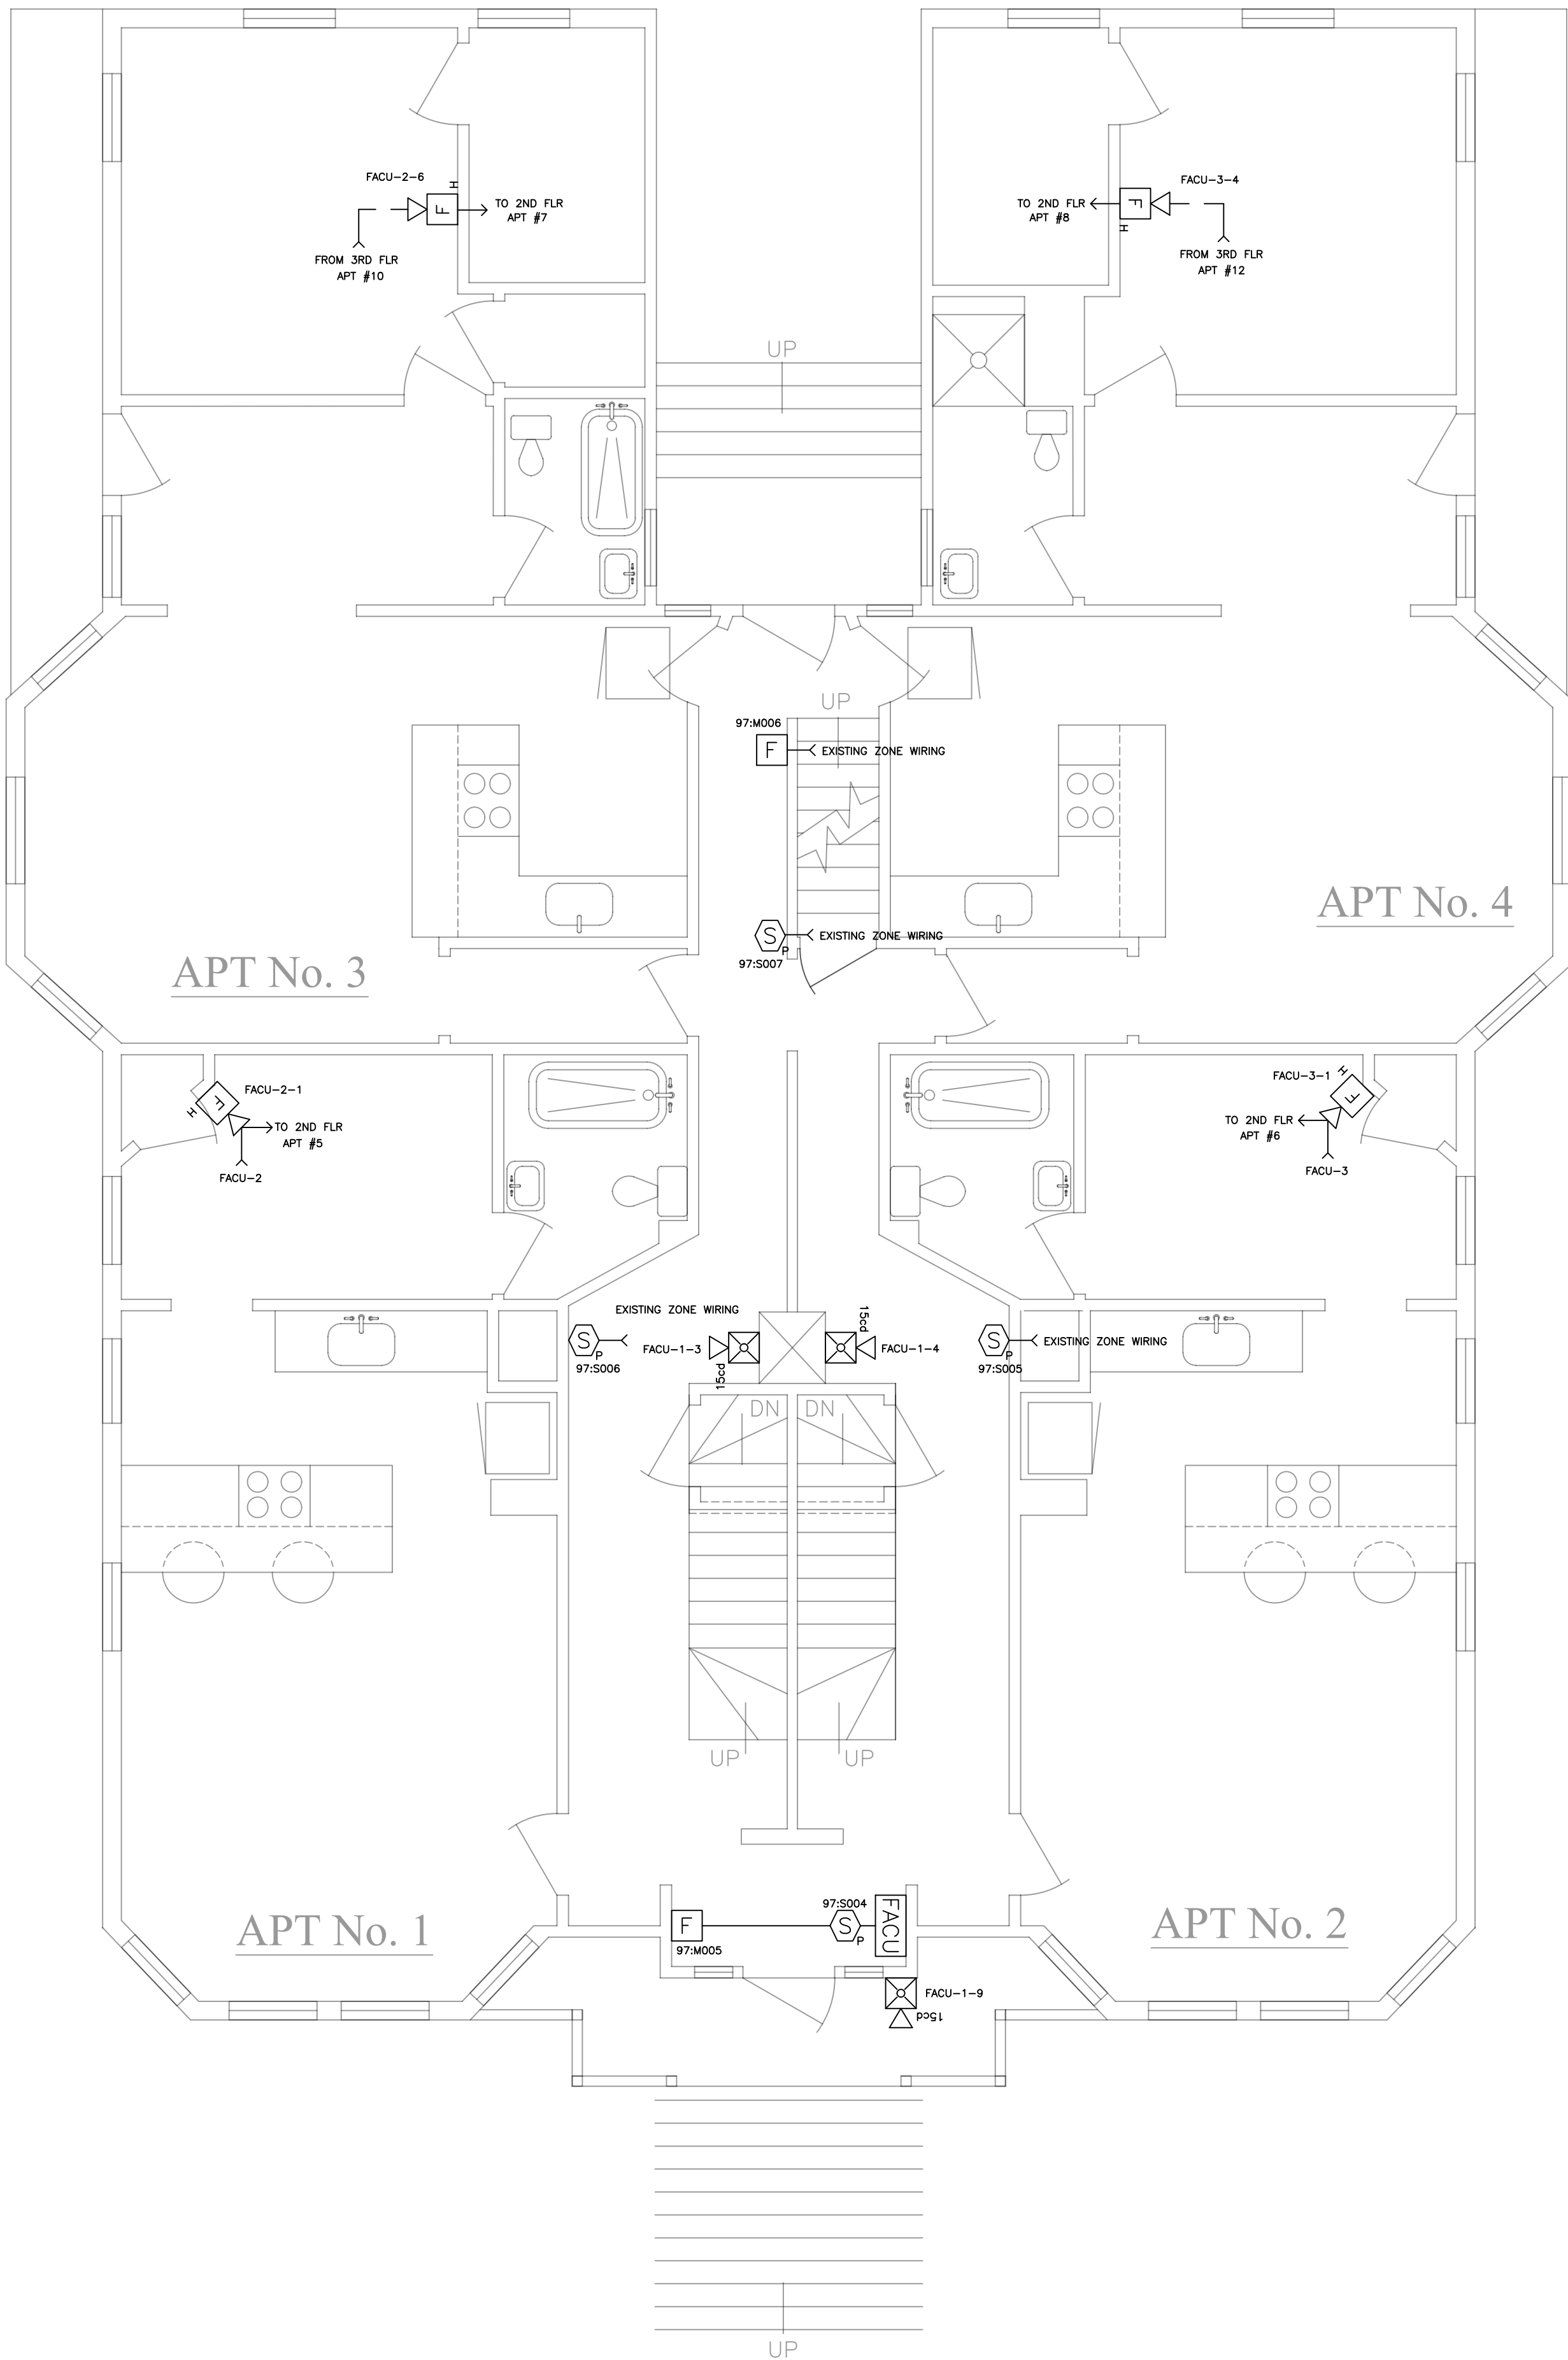 FACU-2-6
H
F
TO 2ND FLR
APT #7
FROM 3RD FLR
APT #10
FACU-3-4
F
H
TO 2ND FLR
APT #8
FROM 3RD FLR
APT #12
UP
UP
97:M006
F
EXISTING ZONE WIRING
S
P
EXISTING ZONE WIRING
97:S007
APT No. 3
APT No. 4
FACU-2-1
F
H
TO 2ND FLR
APT #5
FACU-2
FACU-3-1
H
F
TO 2ND FLR
APT #6
FACU-3
EXISTING ZONE WIRING
S
P
97:S006
FACU-1-3
15cd
15cd
FACU-1-4
S
P
EXISTING ZONE WIRING
97:S005
DN
DN
UP
UP
APT No. 1
APT No. 2
F
97:M005
97:S004
S
P
FACU
FACU-1-9
15cd
UP